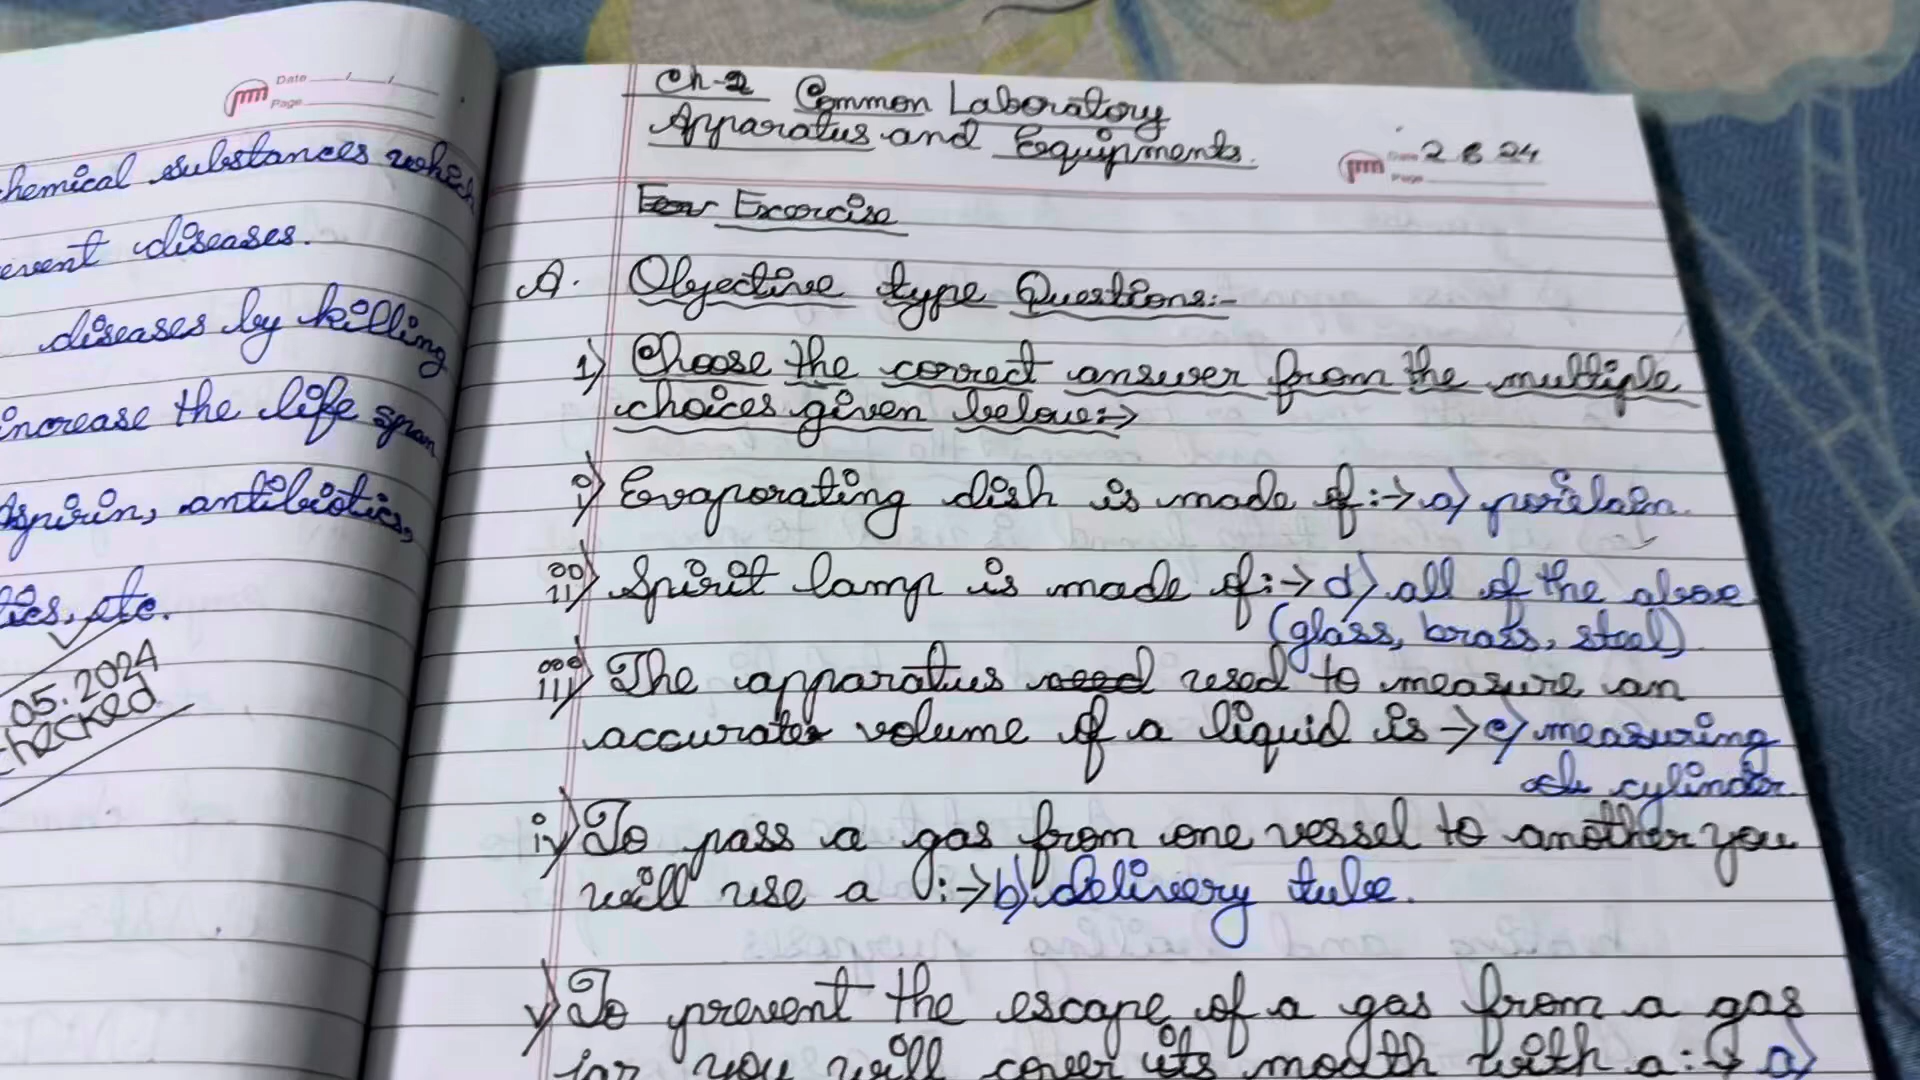 Date
Page
hemical substances which
event diseases.
diseases by killing
increase the life span
Aspirin, antibiotics,
tics, etc.
05.2024
checked
Ch-2 Common Laboratory
Apparatus and Equipments.
Date 2 6 24
Page
Exercise
A. Objective type Questions:-
1) Choose the correct answer from the multiple
choices given below:→
i) Evaporating dish is made of:→ a) porcelain.
ii) Spirit lamp is made of:→ d) all of the above
(glass, brass, steel)
iii) The apparatus used to measure an
accurate volume of a liquid is → c) measuring
cylinder.
iv) To pass a gas from one vessel to another you
will use a :→ b) delivery tube.
v) To prevent the escape of a gas from a gas
jar you will cover its mouth with a:→ a)